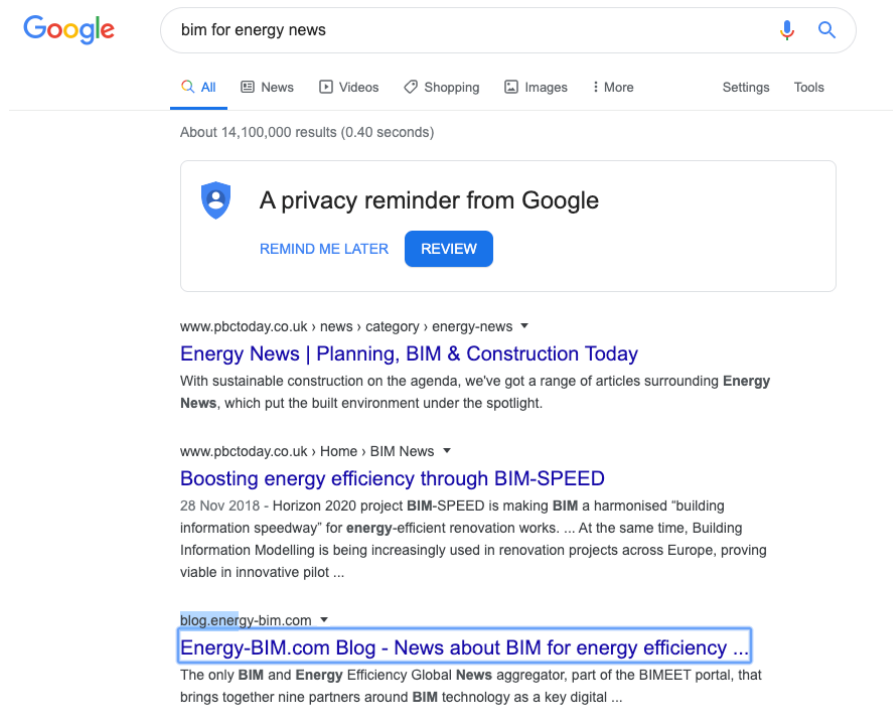 Google
bim for energy news
All News Videos Shopping Images More Settings Tools
About 14,100,000 results (0.40 seconds)
A privacy reminder from Google
REMIND ME LATER REVIEW
www.pbctoday.co.uk › news › category › energy-news
Energy News | Planning, BIM & Construction Today
With sustainable construction on the agenda, we've got a range of articles surrounding Energy
News, which put the built environment under the spotlight.
www.pbctoday.co.uk › Home › BIM News
Boosting energy efficiency through BIM-SPEED
28 Nov 2018 - Horizon 2020 project BIM-SPEED is making BIM a harmonised “building
information speedway” for energy-efficient renovation works. ... At the same time, Building
Information Modelling is being increasingly used in renovation projects across Europe, proving
viable in innovative pilot ...
blog.energy-bim.com
Energy-BIM.com Blog - News about BIM for energy efficiency ...
The only BIM and Energy Efficiency Global News aggregator, part of the BIMEET portal, that
brings together nine partners around BIM technology as a key digital ...